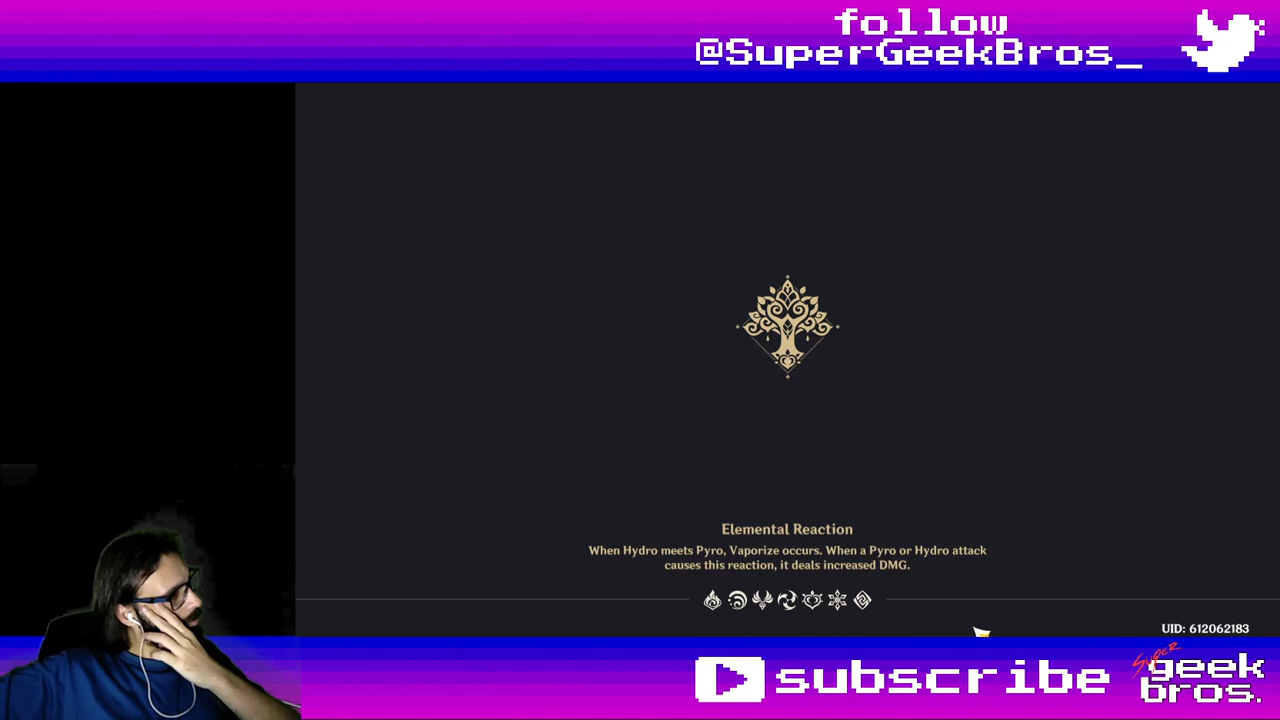 follow
@SuperGeekBros_
Elemental Reaction
When Hydro meets Pyro, Vaporize occurs. When a Pyro or Hydro attack
causes this reaction, it deals increased DMG.
UID: 612062183
subscribe
SUPER
geek
bros.